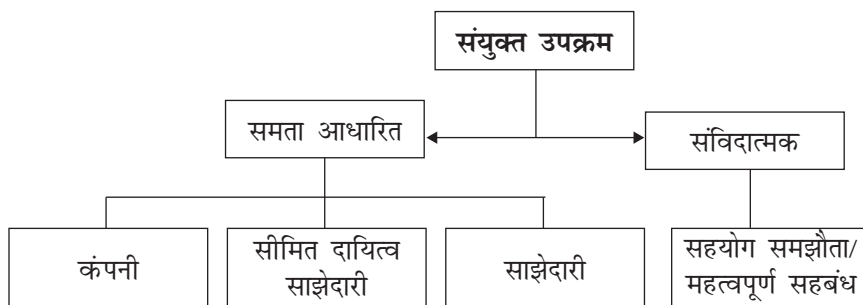 संयुक्त उपक्रम
समता आधारित
संविदात्मक
कंपनी
सीमित दायित्व
साझेदारी
साझेदारी
सहयोग समझौता/
महत्वपूर्ण सहबंध